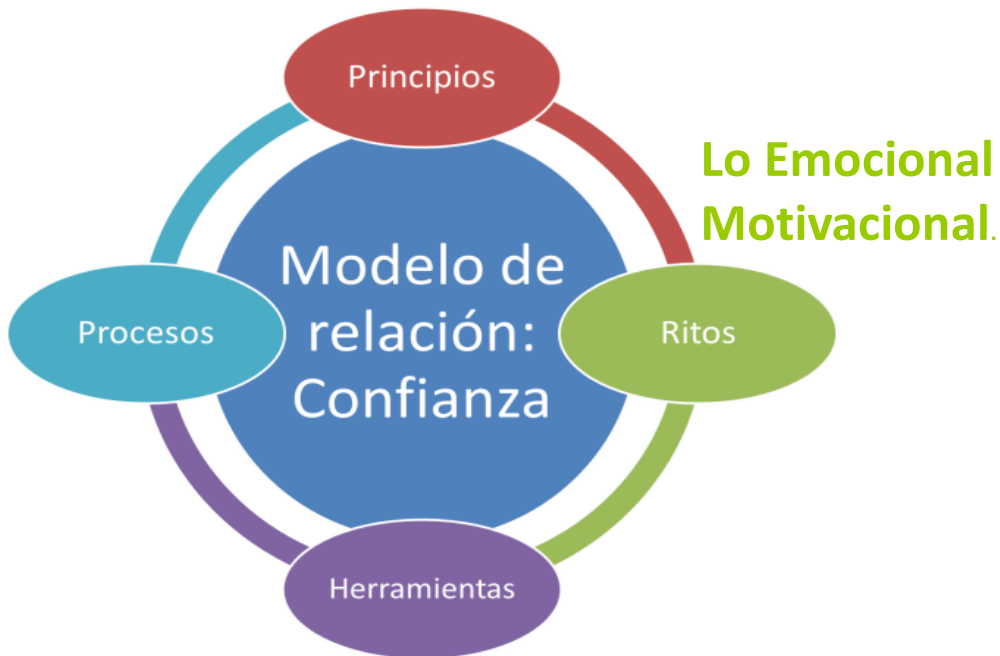 Principios
Lo Emocional
Motivacional.
Modelo de
relación:
Confianza
Procesos
Ritos
Herramientas